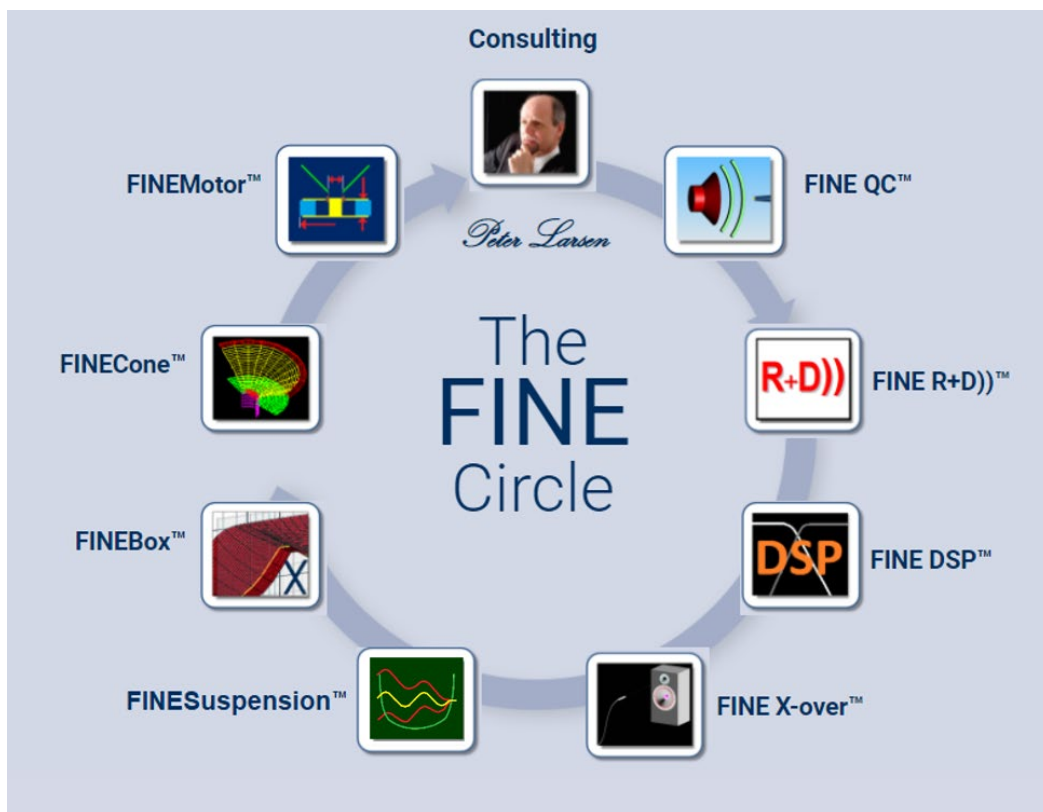 Consulting
FINEMotor™
FINE QC™
Peter Larsen
The
FINE
Circle
FINECone™
R+D))
FINE R+D))™
FINEBox™
X
DSP
FINE DSP™
FINESuspension™
FINE X-over™